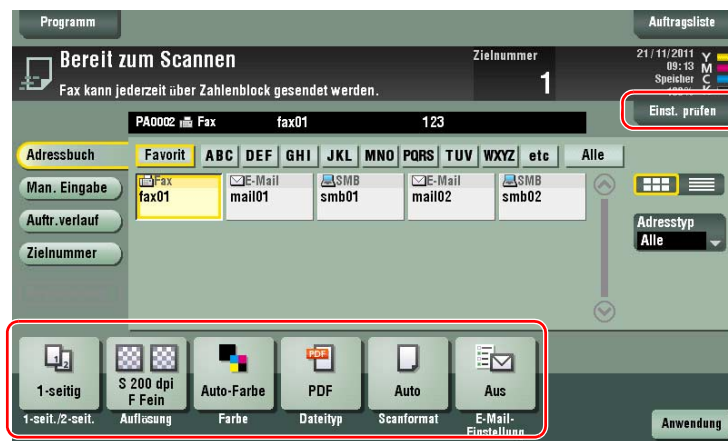 Programm
Auftragsliste
Bereit zum Scannen
Zielnummer
1
21/11/2011
09:13
Speicher
Y
M
C
K
Fax kann jederzeit über Zahlenblock gesendet werden.
Einst. prüfen
PA0002 Fax fax01 123
Adressbuch
Favorit ABC DEF GHI JKL MNO PQRS TUV WXYZ etc Alle
Fax E-Mail SMB E-Mail SMB
fax01 mail01 smb01 mail02 smb02
Man. Eingabe
Auftr.verlauf
Adresstyp
Alle
Zielnummer
1 2
PDF
1-seitig
S 200 dpi
F Fein
Auto-Farbe
PDF
Auto
Aus
1-seit./2-seit.
Auflösung
Farbe
Dateityp
Scanformat
E-Mail-
Einstellung
Anwendung